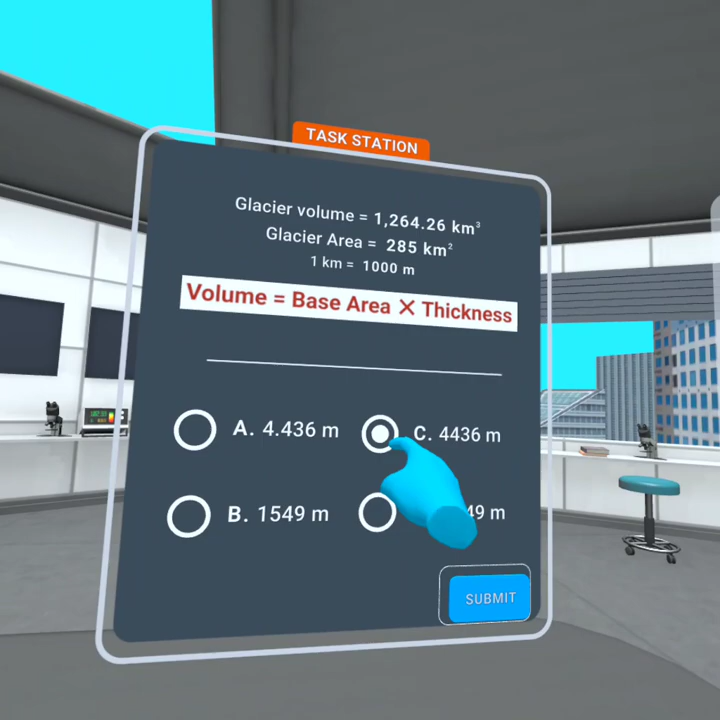 TASK STATION
Glacier volume = 1,264.26 km³
Glacier Area = 285 km²
1 km = 1000 m
Volume = Base Area × Thickness
A. 4.436 m
C. 4436 m
B. 1549 m
49 m
SUBMIT